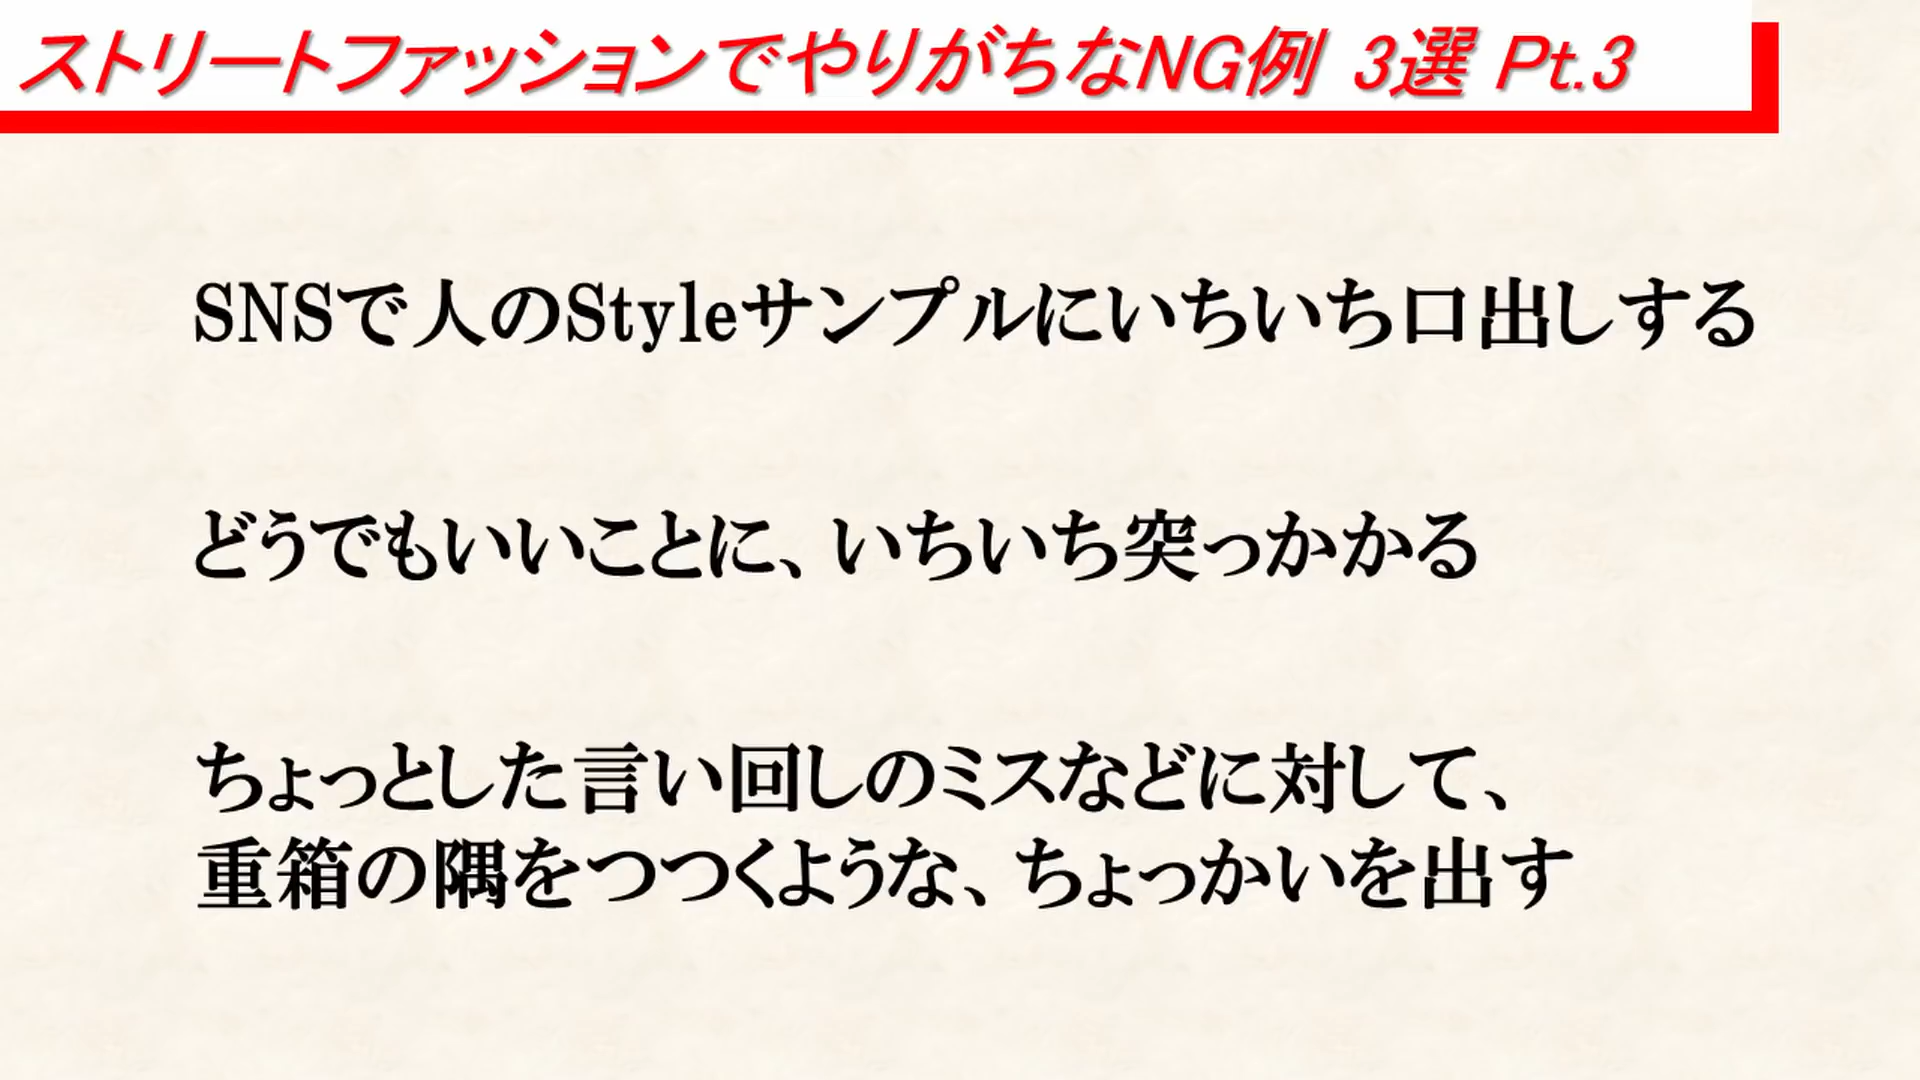 ストリートファッションでやりがちなNG例 3選 Pt.3
SNSで人のStyleサンプルにいちいち口出しする
どうでもいいことに、いちいち突っかかる
ちょっとした言い回しのミスなどに対して、
重箱の隅をつつくような、ちょっかいを出す